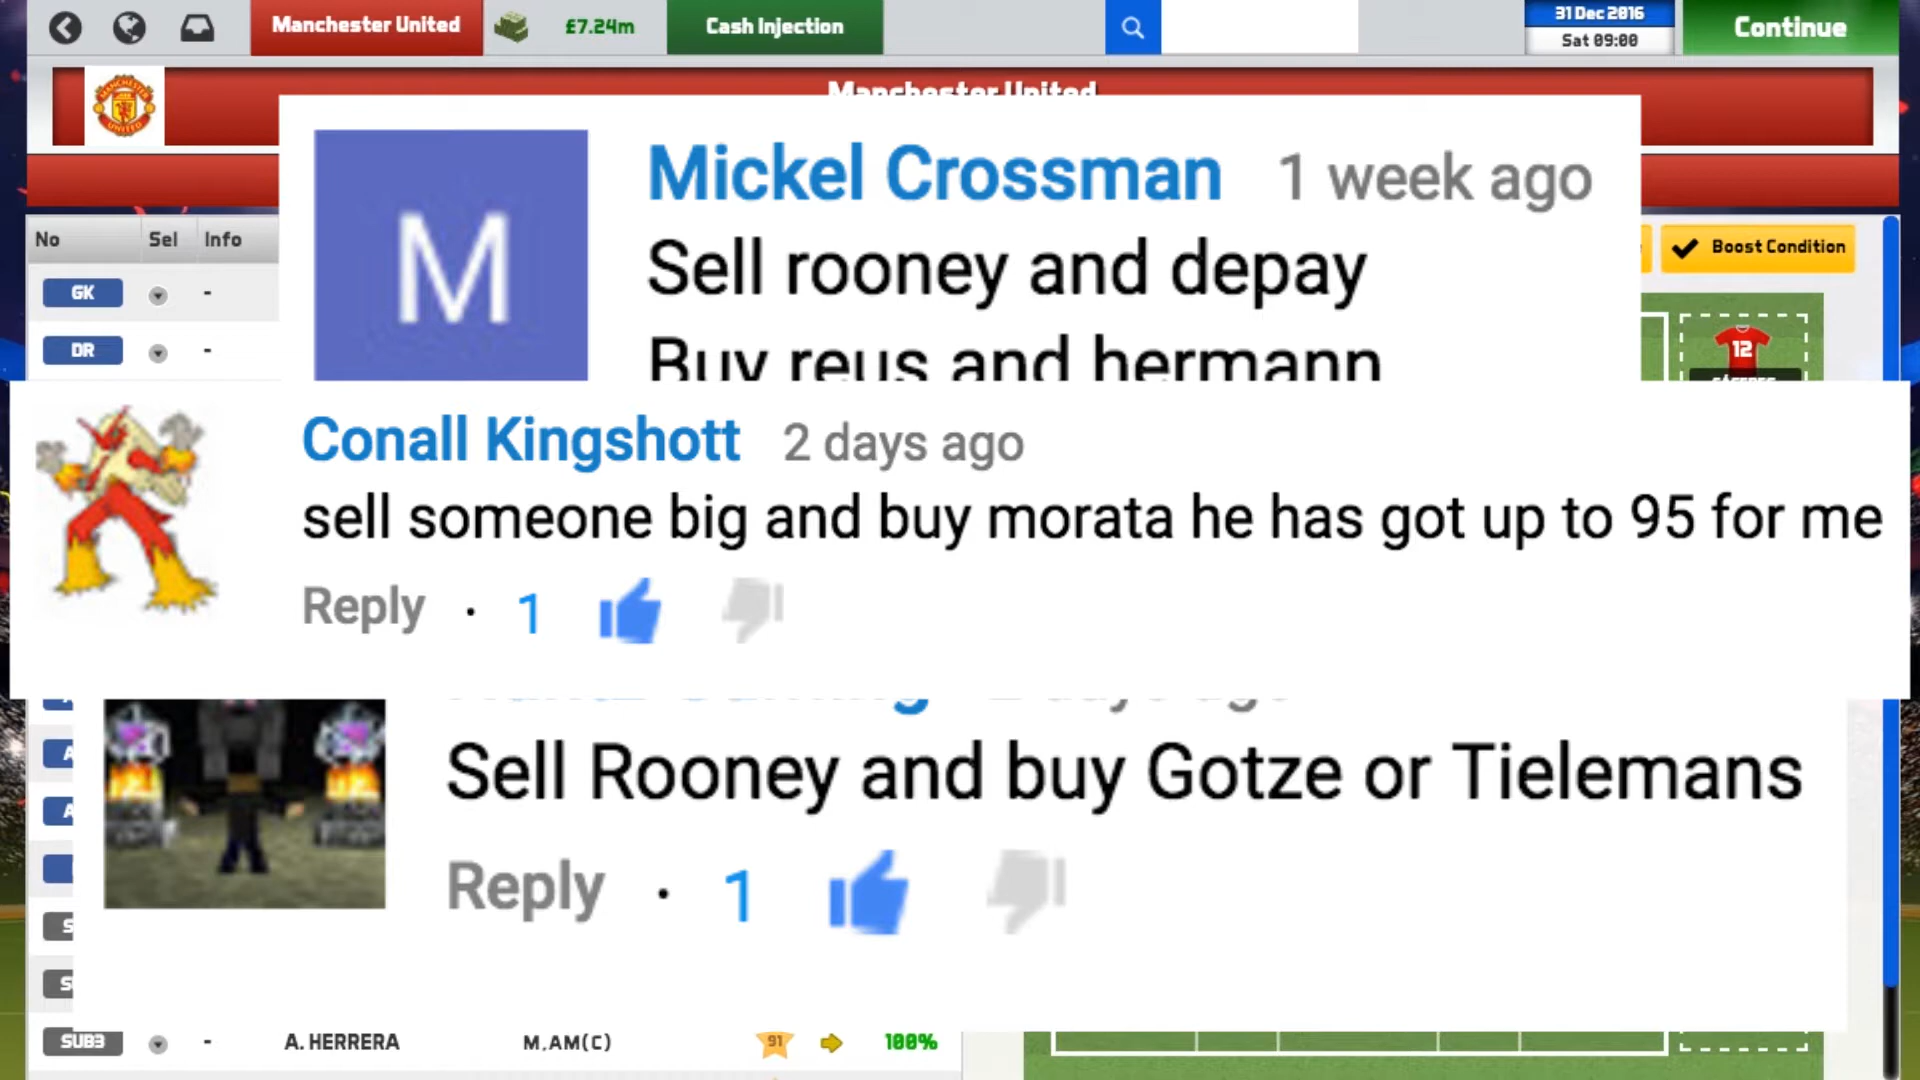 Manchester United £7.24m Cash Injection 31 Dec 2016 Sat 09:00 Continue
Manchester United
No Sel Info
Boost Condition
GK -
DR -
12
M
Mickel Crossman 1 week ago
Sell rooney and depay
Buy reus and hermann
Conall Kingshott 2 days ago
sell someone big and buy morata he has got up to 95 for me
Reply · 1
Sell Rooney and buy Gotze or Tielemans
Reply · 1
SUB3 - A. HERRERA M,AM(C) 91 100%